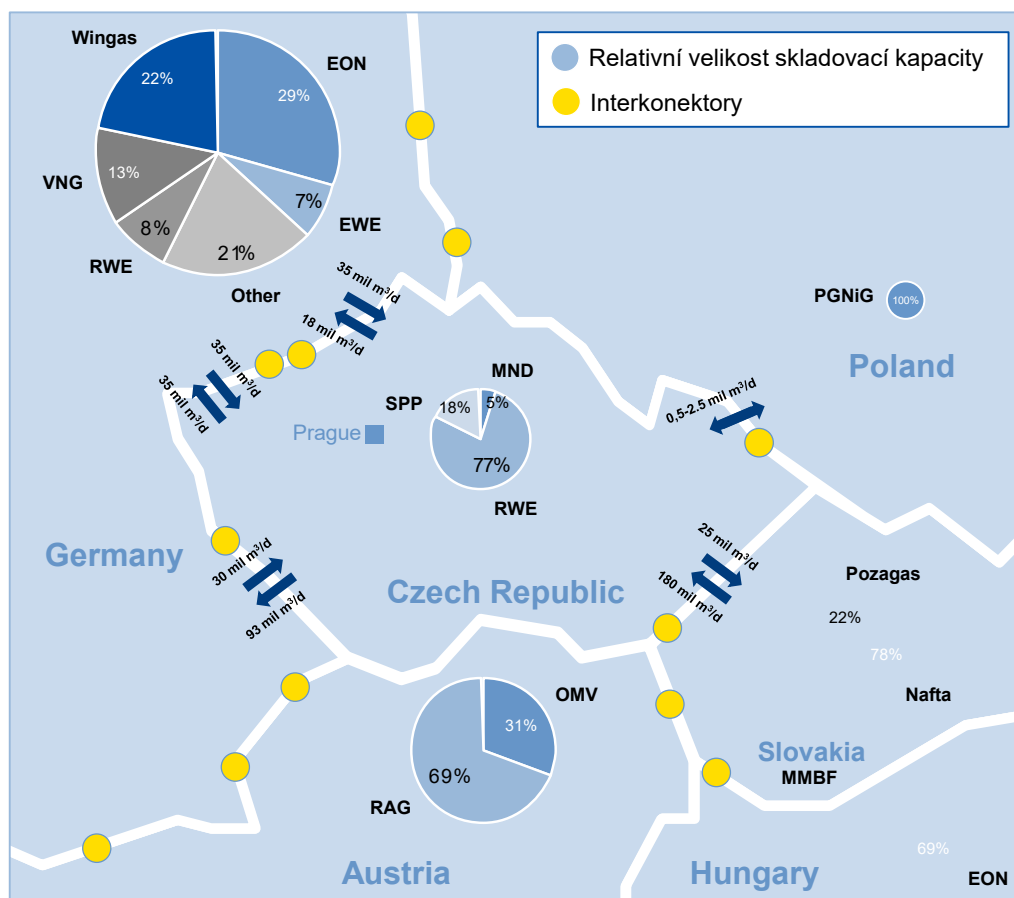 Wingas
EON
22%
29%
Relativní velikost skladovací kapacity
Interkonektory
VNG
13%
7%
EWE
8%
21%
RWE
Other
35 mil m³/d
18 mil m³/d
PGNiG
100%
Poland
35 mil m³/d
35 mil m³/d
MND
SPP
18%
5%
0,5-2.5 mil m³/d
Prague
77%
RWE
Germany
30 mil m³/d
93 mil m³/d
Czech Republic
25 mil m³/d
180 mil m³/d
Pozagas
22%
78%
Nafta
OMV
31%
69%
RAG
Slovakia
MMBF
69%
EON
Austria
Hungary